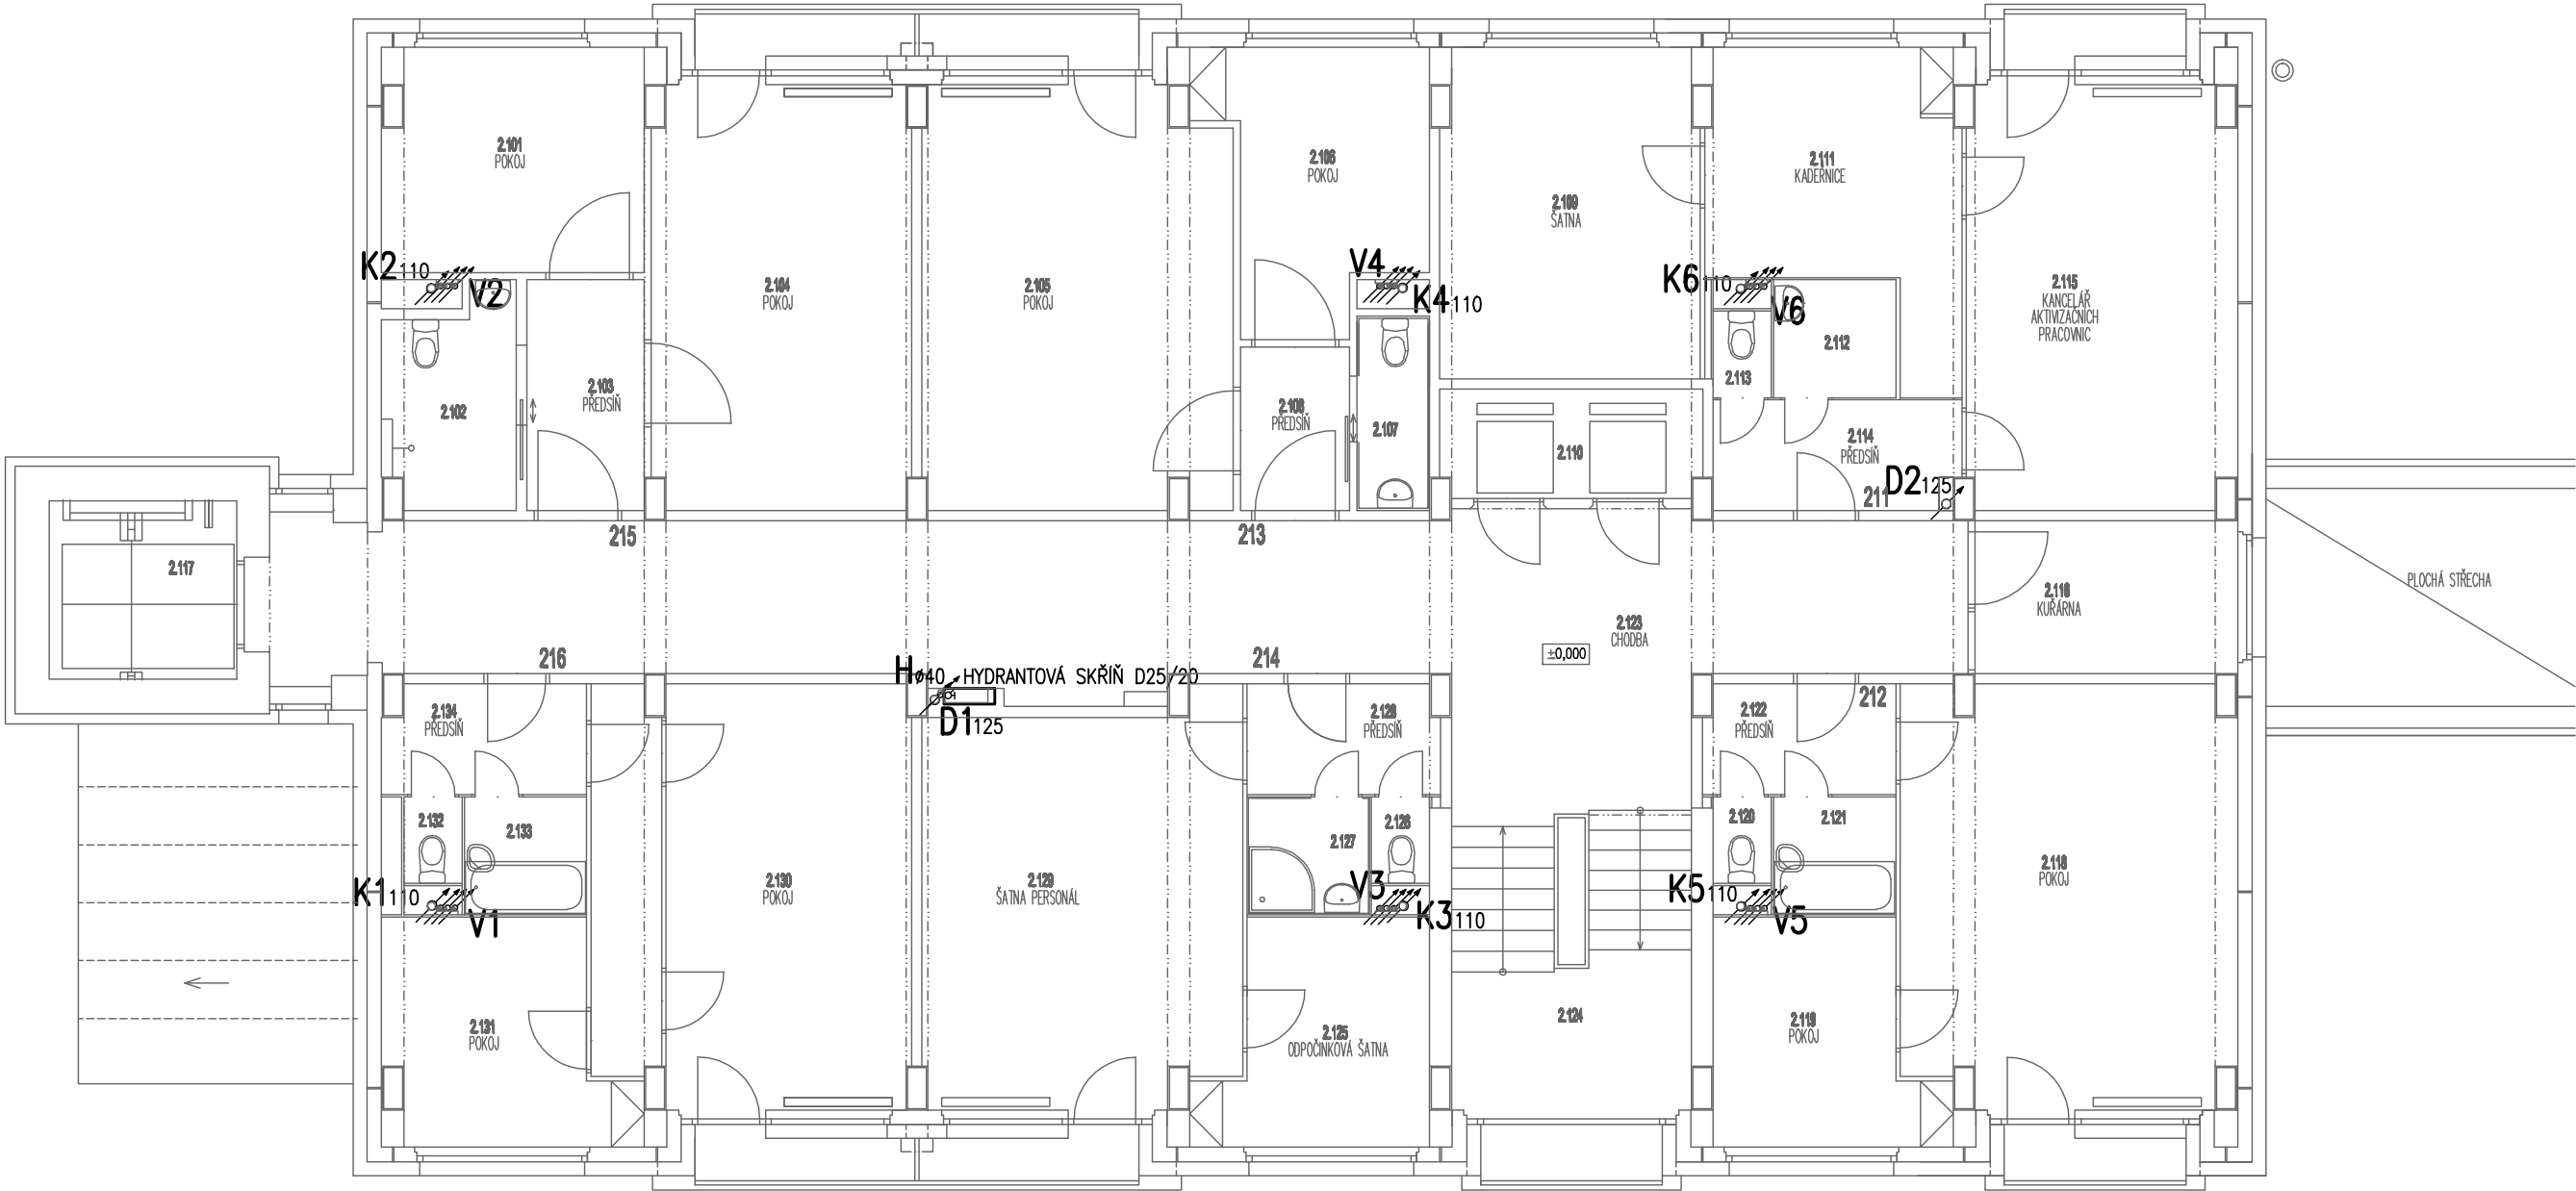 2.101
POKOJ
2.106
POKOJ
2.111
KADEŘNICE
2.109
ŠATNA
K2110
V2
2.104
POKOJ
2.105
POKOJ
V4
K4110
K6110
V6
2.115
KANCELÁŘ
AKTIVIZAČNÍCH
PRACOVNIC
2.112
2.113
2.103
PŘEDSÍŇ
2.102
2.108
PŘEDSÍŇ
2.107
2.110
2.114
PŘEDSÍŇ
D2125
211
215
213
2.117
2.116
KUŘÁRNA
PLOCHÁ STŘECHA
2.123
CHODBA
±0,000
216
214
Hø40
HYDRANTOVÁ SKŘÍŇ D25/20
D1125
212
2.134
PŘEDSÍŇ
2.128
PŘEDSÍŇ
2.122
PŘEDSÍŇ
2.132
2.133
2.127
2.126
2.120
2.121
K1110
V1
2.130
POKOJ
2.129
ŠATNA PERSONÁL
V3
K3110
K5110
V5
2.118
POKOJ
2.131
POKOJ
2.125
ODPOČINKOVÁ ŠATNA
2.124
2.119
POKOJ